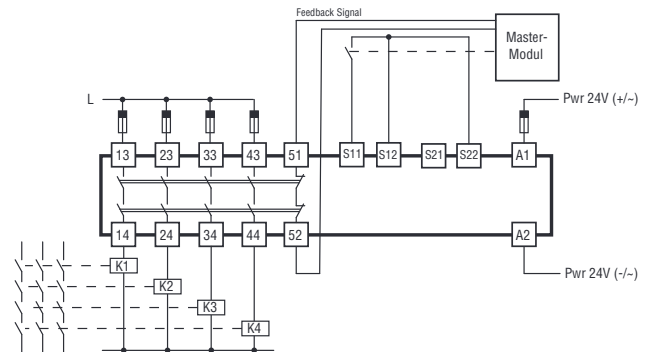 Feedback Signal
Master-
Modul
L
Pwr 24V (+/~)
13 23 33 43 51 S11 S12 S21 S22 A1
14 24 34 44 52 A2
K1
Pwr 24V (-/~)
K2
K3
K4